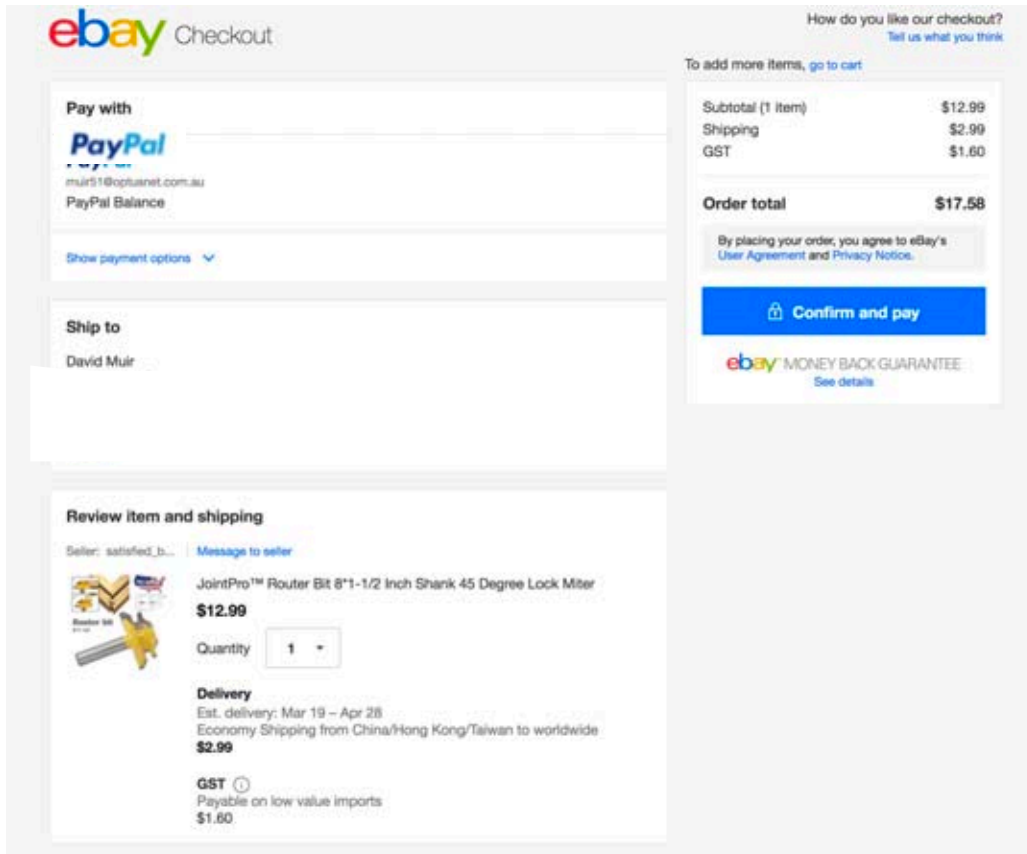 ebay Checkout
How do you like our checkout?
Tell us what you think
To add more items, go to cart
Pay with
PayPal
muir51@optusnet.com.au
PayPal Balance
Show payment options
Ship to
David Muir
Review item and shipping
Seller: satisfied_b... Message to seller
JointPro™ Router Bit 8*1-1/2 Inch Shank 45 Degree Lock Miter
$12.99
Quantity 1
Delivery
Est. delivery: Mar 19 – Apr 28
Economy Shipping from China/Hong Kong/Taiwan to worldwide
$2.99
GST
Payable on low value imports
$1.60
Subtotal (1 item) $12.99
Shipping $2.99
GST $1.60
Order total $17.58
By placing your order, you agree to eBay's
User Agreement and Privacy Notice.
Confirm and pay
ebay MONEY BACK GUARANTEE
See details
Router bit